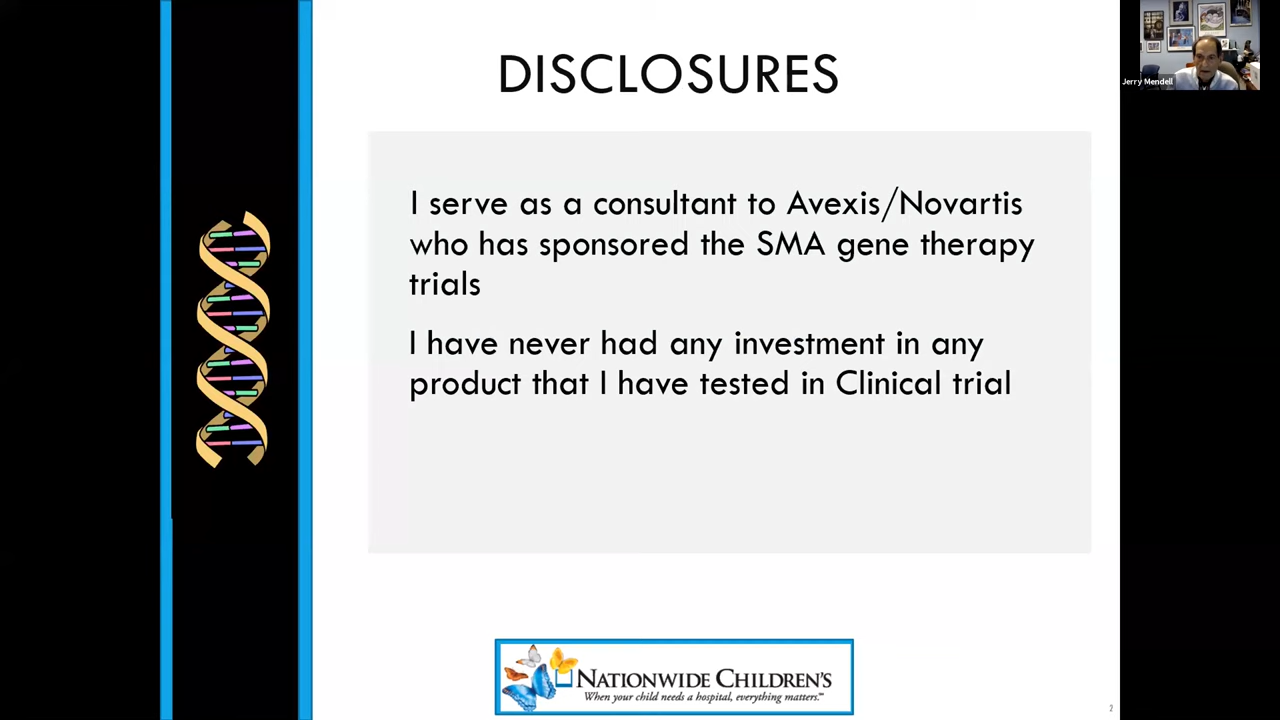 DISCLOSURES
Jerry Mendell
I serve as a consultant to Avexis/Novartis
who has sponsored the SMA gene therapy
trials
I have never had any investment in any
product that I have tested in Clinical trial
NATIONWIDE CHILDREN'S
When your child needs a hospital, everything matters.™
2